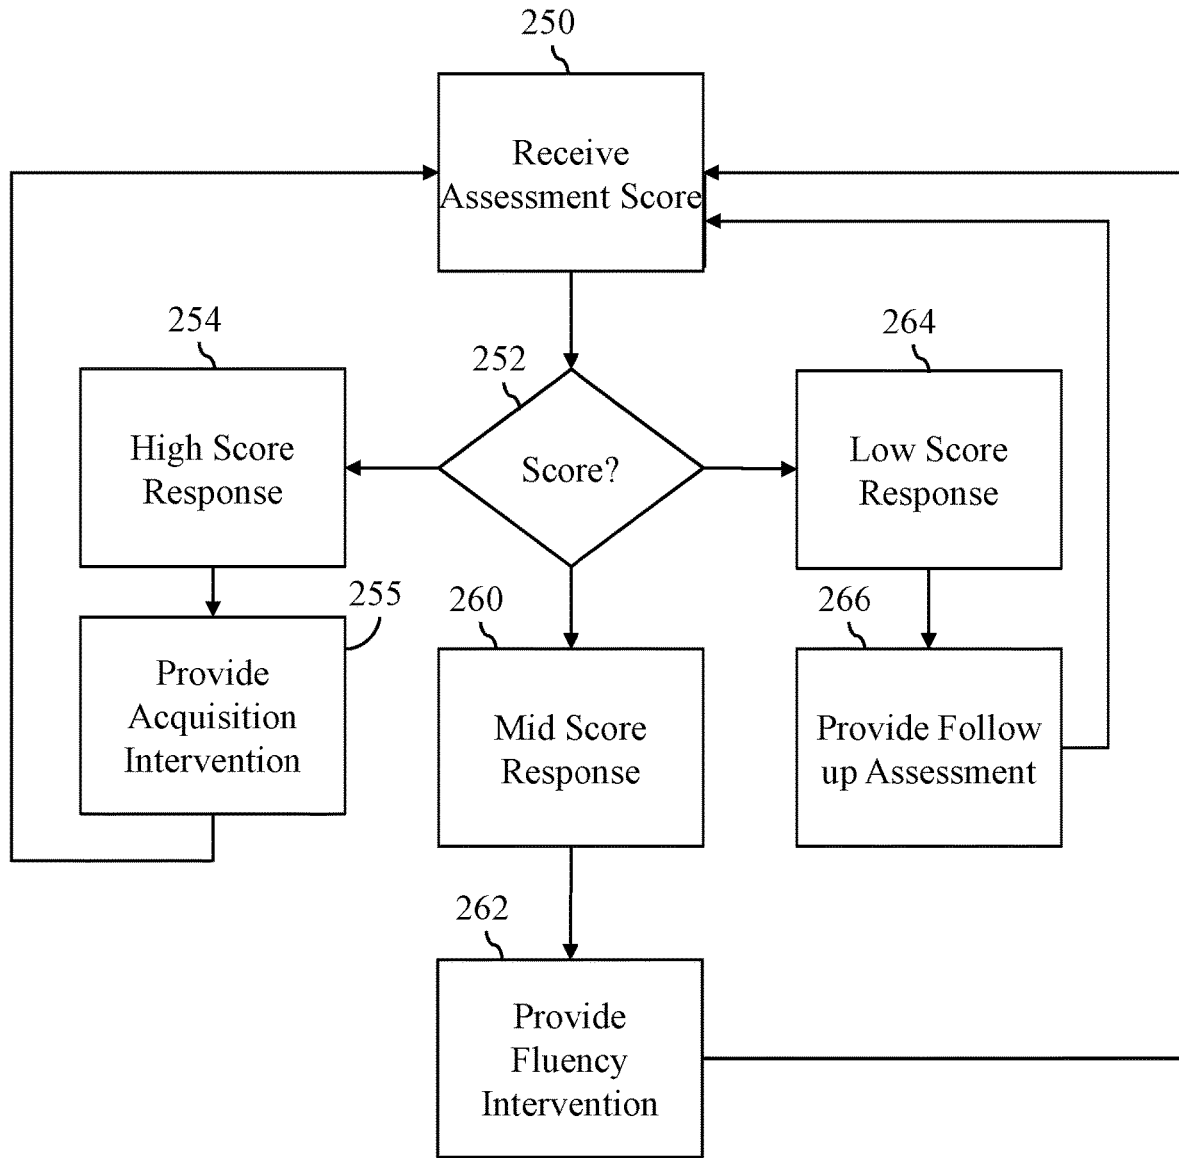 250
Receive
Assessment Score
254
264
252
High Score
Response
Score?
Low Score
Response
255
260
266
Provide
Acquisition
Intervention
Mid Score
Response
Provide Follow
up Assessment
262
Provide
Fluency
Intervention